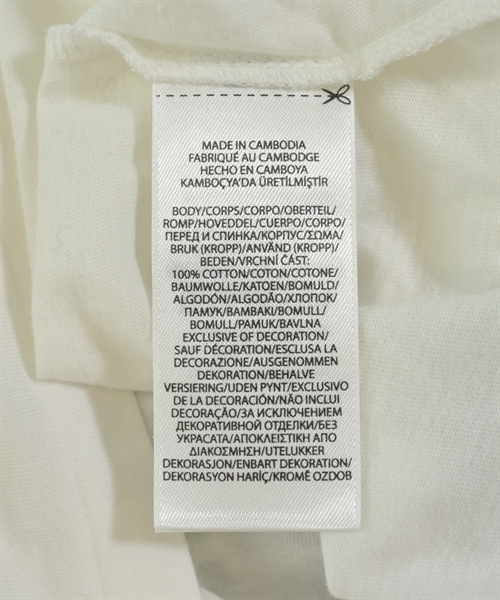 MADE IN CAMBODIA
FABRIQUÉ AU CAMBODGE
HECHO EN CAMBOYA
KAMBOÇYA'DA ÜRETİLMİŞTİR
BODY/CORPS/CORPO/OBERTEIL/
ROMP/HOVEDDEL/CUERPO/CORPO/
ПЕРЕД И СПИНКА/KORPUS/ΣΩΜΑ/
BRUK (KROPP)/ANVÄND (KROPP)/
BEDEN/VRCHNÍ ČÁST:
100% COTTON/COTON/COTONE/
BAUMWOLLE/KATOEN/BOMULD/
ALGODÓN/ALGODÃO/ХЛОПОК/
ПАМУК/ΒΑΜΒΑΚΙ/BOMULL/
BOMULL/PAMUK/BAVLNA
EXCLUSIVE OF DECORATION/
SAUF DÉCORATION/ESCLUSA LA
DECORAZIONE/AUSGENOMMEN
DEKORATION/BEHALVE
VERSIERING/UDEN PYNT/EXCLUSIVO
DE LA DECORACIÓN/NÃO INCLUI
DECORAÇÃO/ЗА ИСКЛЮЧЕНИЕМ
ДЕКОРАТИВНОЙ ОТДЕЛКИ/БЕЗ
УКРАСАТА/ΑΠΟΚΛΕΙΣΤΙΚΗ ΑΠΟ
ΔΙΑΚΟΣΜΗΣΗ/UTELUKKER
DEKORASJON/ENBART DEKORATION/
DEKORASYON HARİÇ/KROMĚ OZDOB